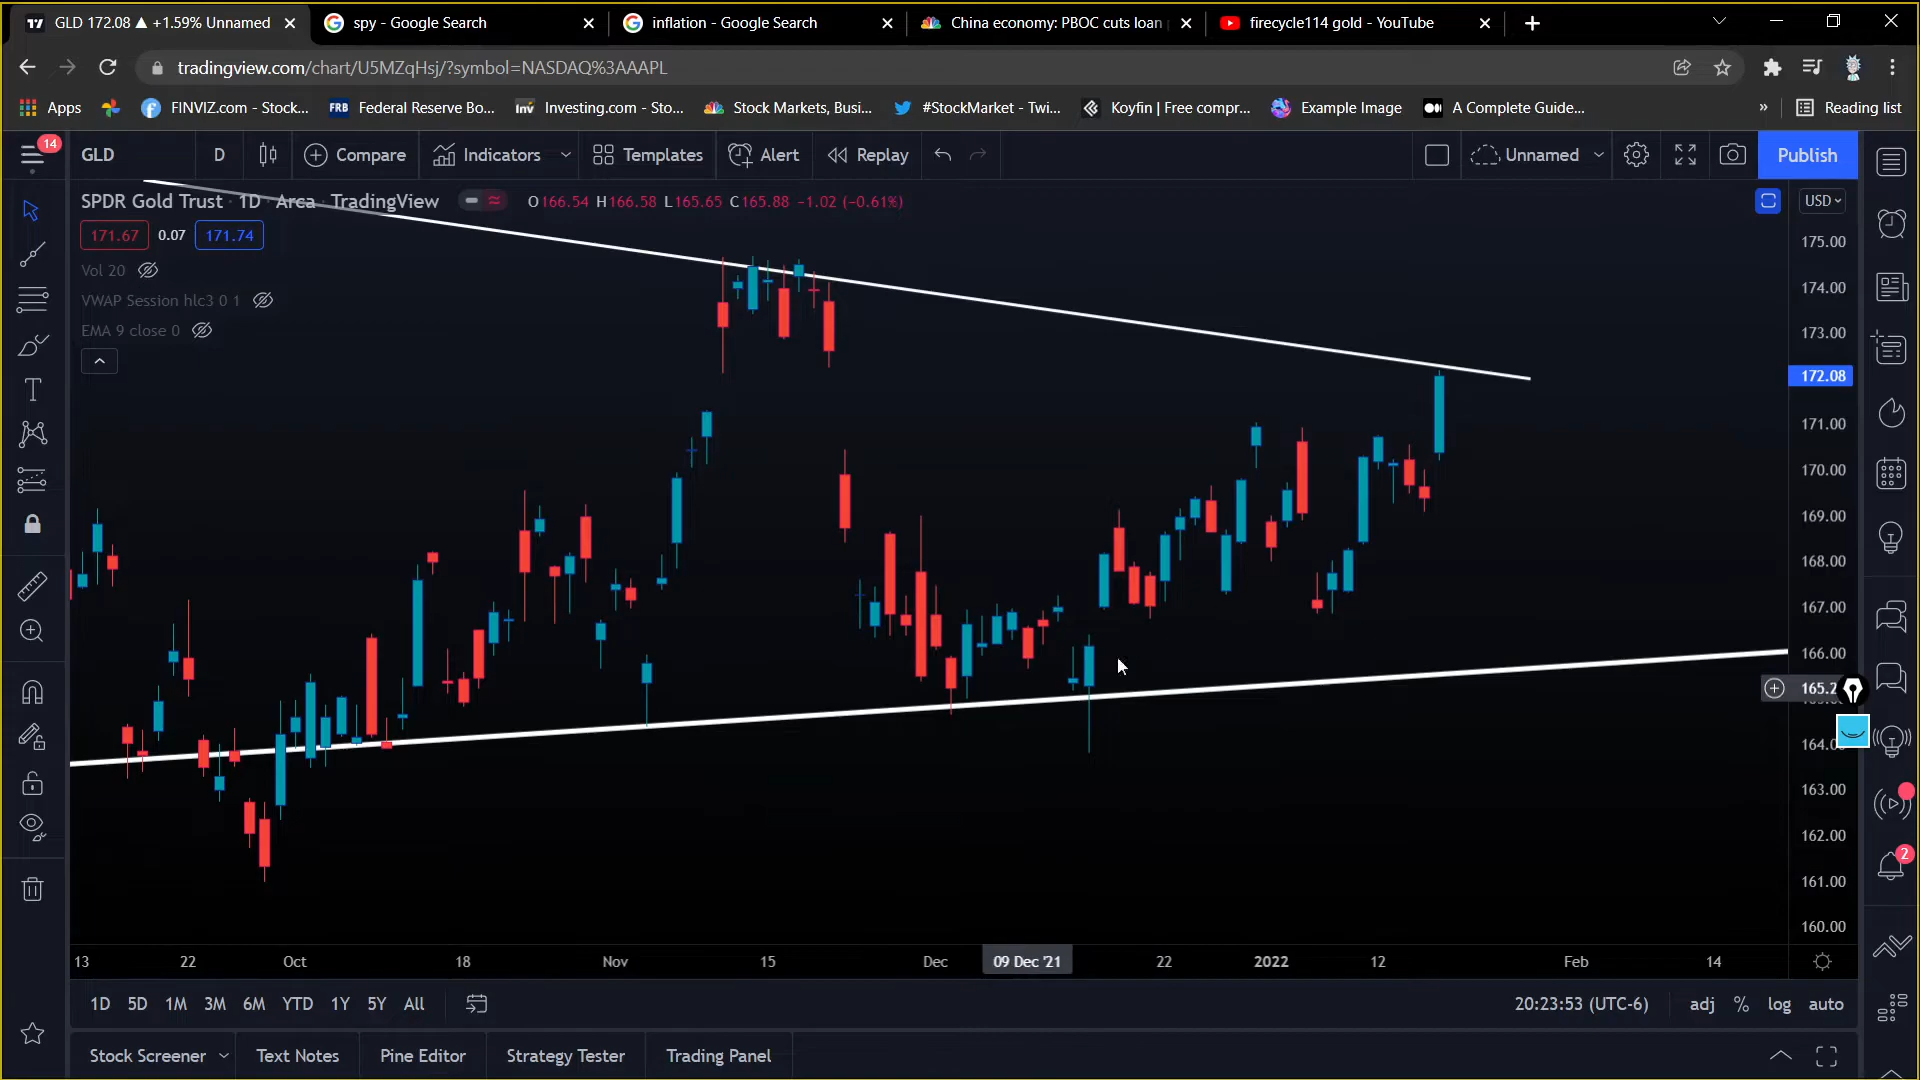 GLD 172.08 ▲ +1.59% Unnamed
spy - Google Search
inflation - Google Search
China economy: PBOC cuts loan
firecycle114 gold - YouTube
tradingview.com/chart/U5MZqHsj/?symbol=NASDAQ%3AAAPL
Apps
FINVIZ.com - Stock...
FRB Federal Reserve Bo...
Inv Investing.com - Sto...
Stock Markets, Busi...
#StockMarket - Twi...
Koyfin | Free compr...
Example Image
A Complete Guide...
»
Reading list
14
GLD
D
Compare
Indicators
Templates
Alert
Replay
Unnamed
Publish
SPDR Gold Trust · 1D · Arca · TradingView
O166.54 H166.58 L165.65 C165.88 −1.02 (−0.61%)
USD
171.67 0.07 171.74
Vol 20
VWAP Session hlc3 0 1
EMA 9 close 0
175.00
174.00
173.00
172.08
171.00
170.00
169.00
168.00
167.00
166.00
165.2
164.0
163.00
162.00
161.00
160.00
2
13 22 Oct 18 Nov 15 Dec 09 Dec '21 22 2022 12 Feb 14
1D 5D 1M 3M 6M YTD 1Y 5Y All
20:23:53 (UTC-6)
adj % log auto
Stock Screener
Text Notes
Pine Editor
Strategy Tester
Trading Panel